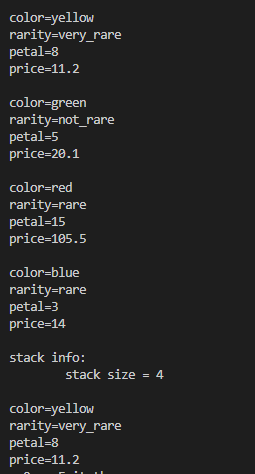 color=yellow
rarity=very_rare
petal=8
price=11.2

color=green
rarity=not_rare
petal=5
price=20.1

color=red
rarity=rare
petal=15
price=105.5

color=blue
rarity=rare
petal=3
price=14

stack info:
        stack size = 4

color=yellow
rarity=very_rare
petal=8
price=11.2